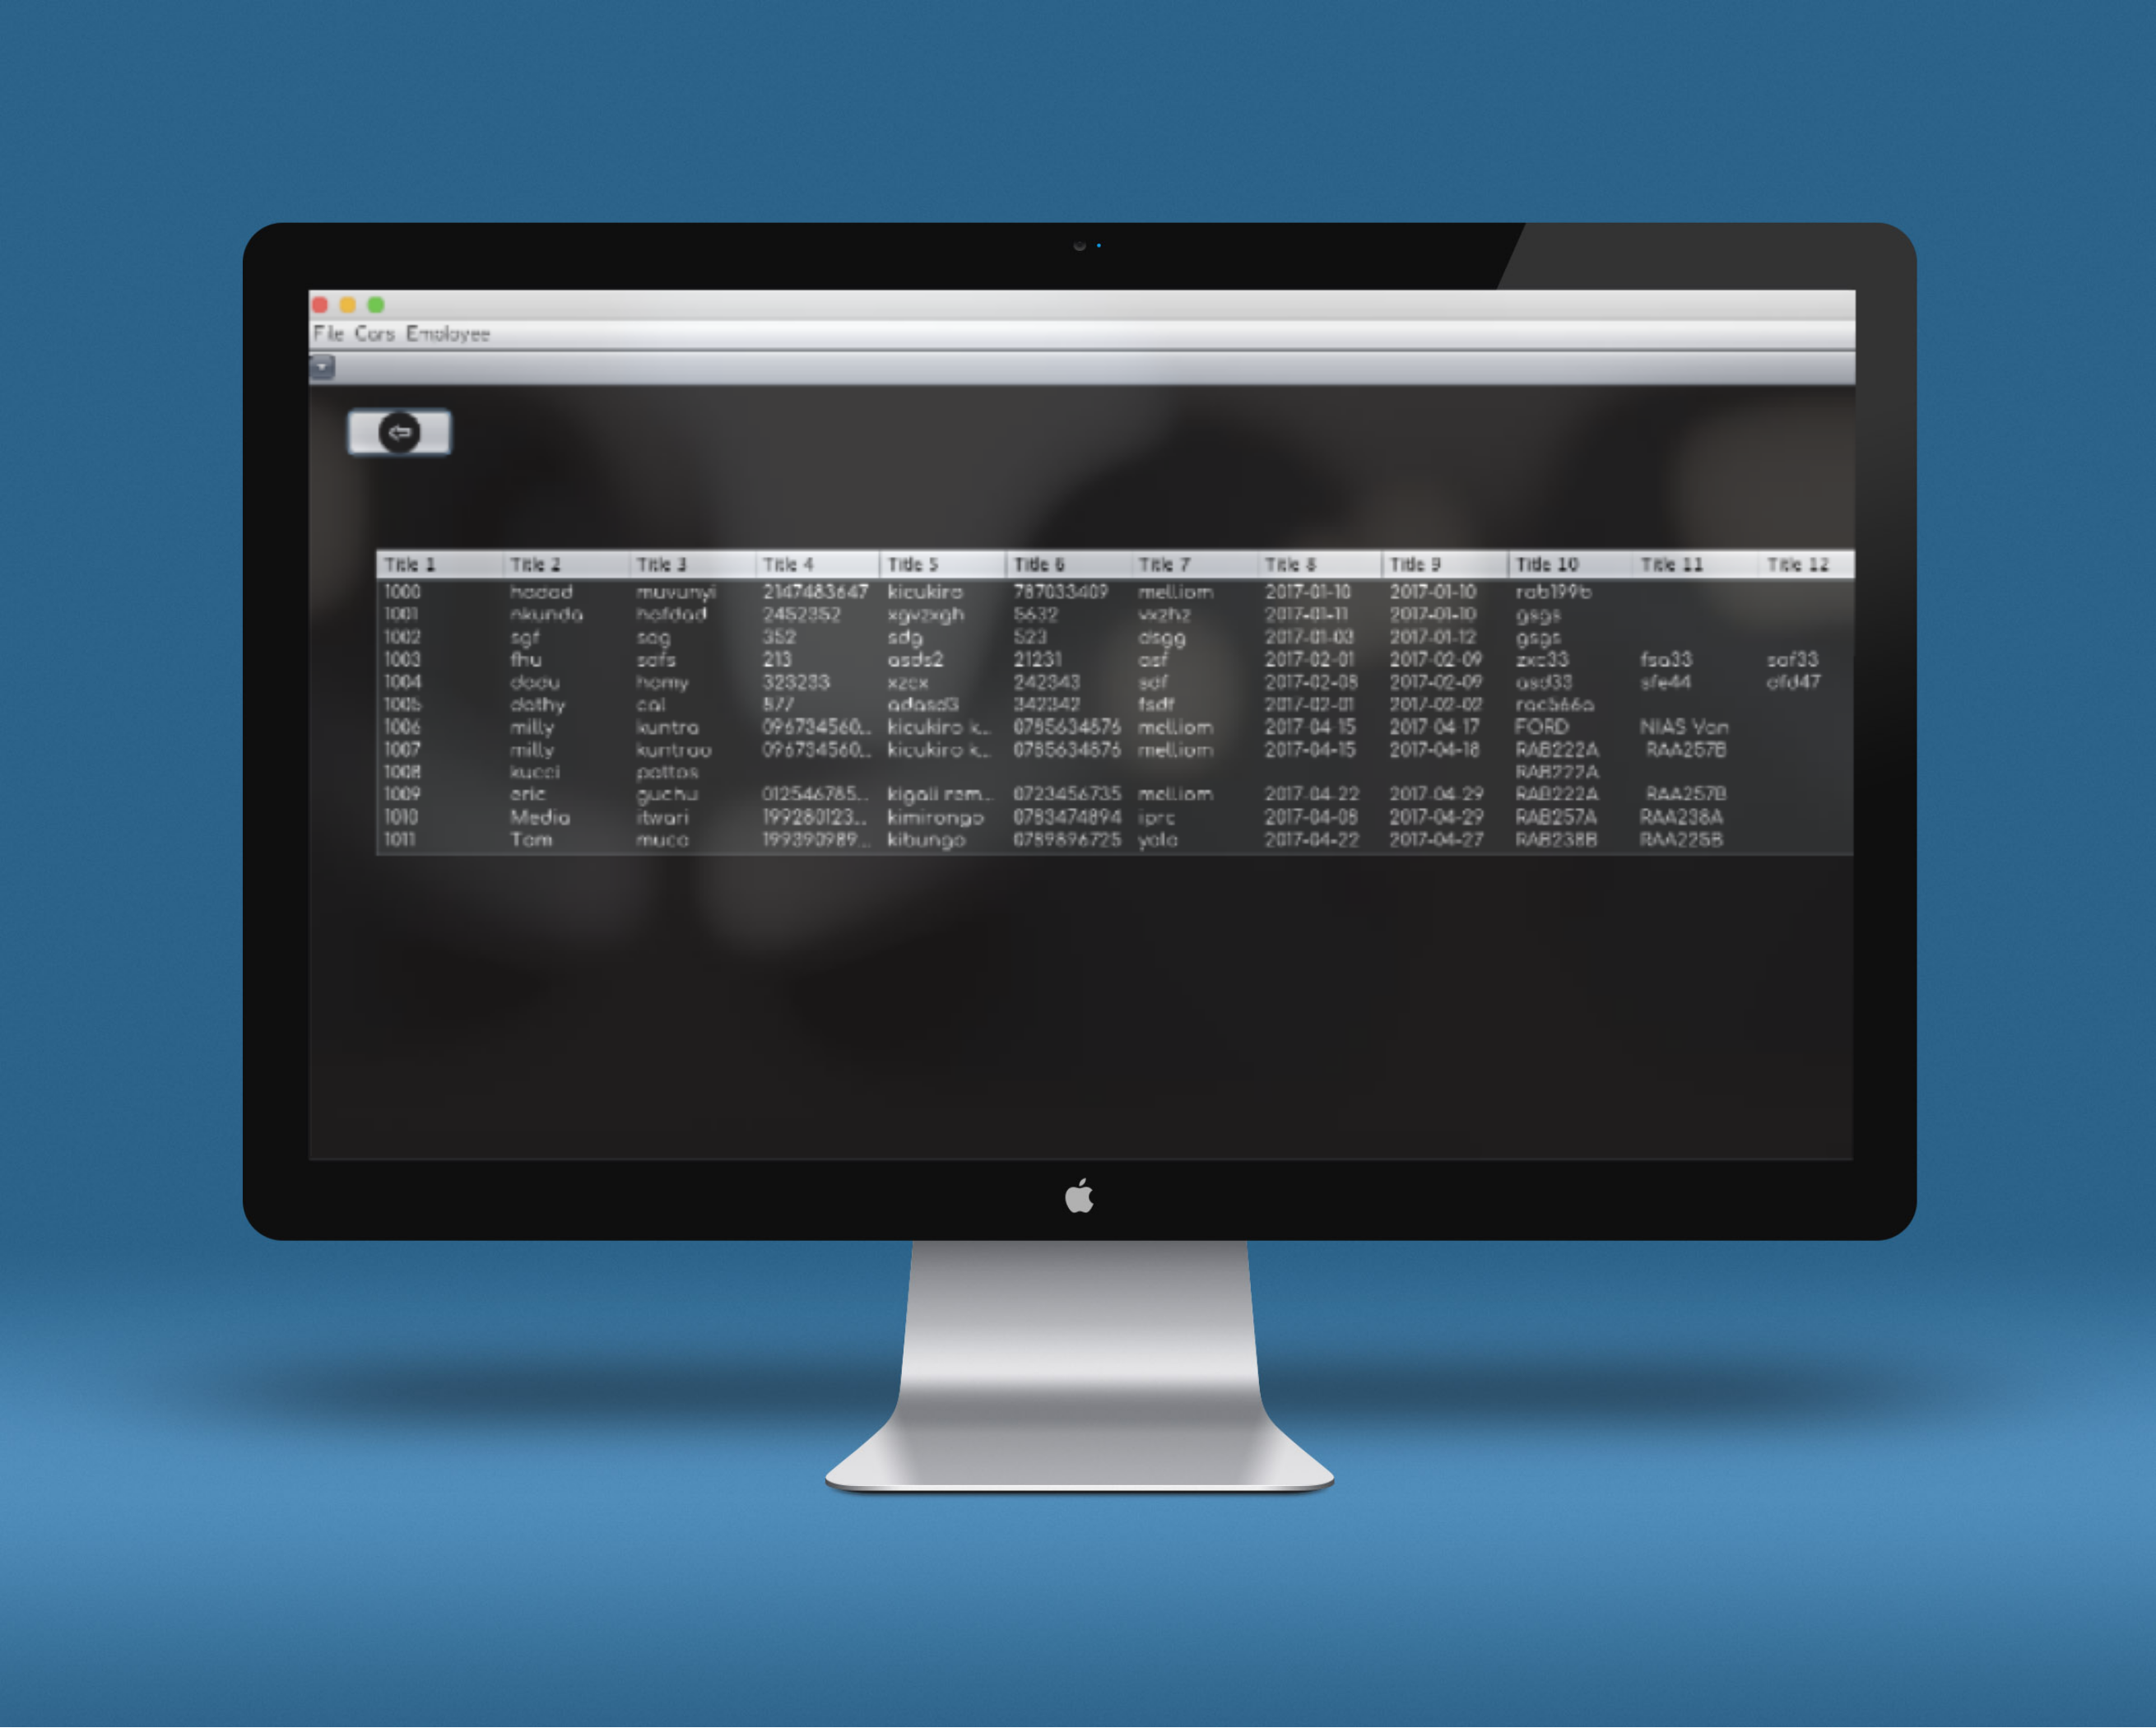 File Cars Employee
Title 1 Title 2 Title 3 Title 4 Title 5 Title 6 Title 7 Title 8 Title 9 Title 10 Title 11 Title 12
1000 hadad muvunyi 2147483647 kicukiro 787033409 melliom 2017-01-10 2017-01-10 rab199b
1001 nkunda hafdad 2452352 xgvzxgh 5632 vxzhz 2017-01-11 2017-01-10 gsgs
1002 sgf sag 352 sdg 523 dsgg 2017-01-03 2017-01-12 gsgs
1003 fhu safs 213 asds2 21231 asf 2017-02-01 2017-02-09 zxc33 fsa33 saf33
1004 dadu hamy 323233 xzcx 242343 sdf 2017-02-08 2017-02-09 asd33 sfe44 dfd47
1005 dathy cal 877 adasd3 342342 fsdf 2017-02-01 2017-02-02 rac566a
1006 milly kuntra 096734560... kicukiro k... 0785634876 melliom 2017-04-15 2017-04-17 FORD NIAS Van
1007 milly kuntrao 096734560... kicukiro k... 0785634876 melliom 2017-04-15 2017-04-18 RAB222A RAA257B
1008 kucci pattos RAB222A
1009 eric guchu 012546785... kigali rem... 0723456735 melliom 2017-04-22 2017-04-29 RAB222A RAA257B
1010 Media itwari 199280123... kimirongo 0783474894 iprc 2017-04-08 2017-04-29 RAB257A RAA238A
1011 Tom muco 199390989... kibungo 0789896725 yolo 2017-04-22 2017-04-27 RAB238B RAA225B